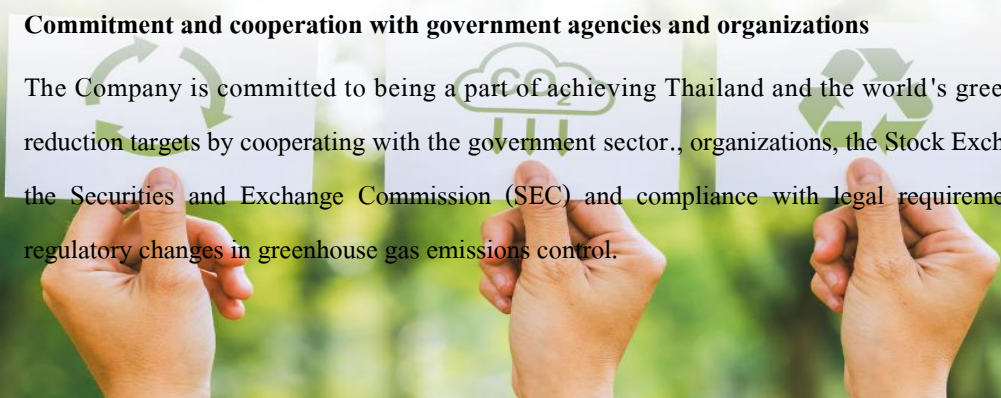 Commitment and cooperation with government agencies and organizations
CO2
The Company is committed to being a part of achieving Thailand and the world's gree
reduction targets by cooperating with the government sector., organizations, the Stock Exch
the Securities and Exchange Commission (SEC) and compliance with legal requireme
regulatory changes in greenhouse gas emissions control.